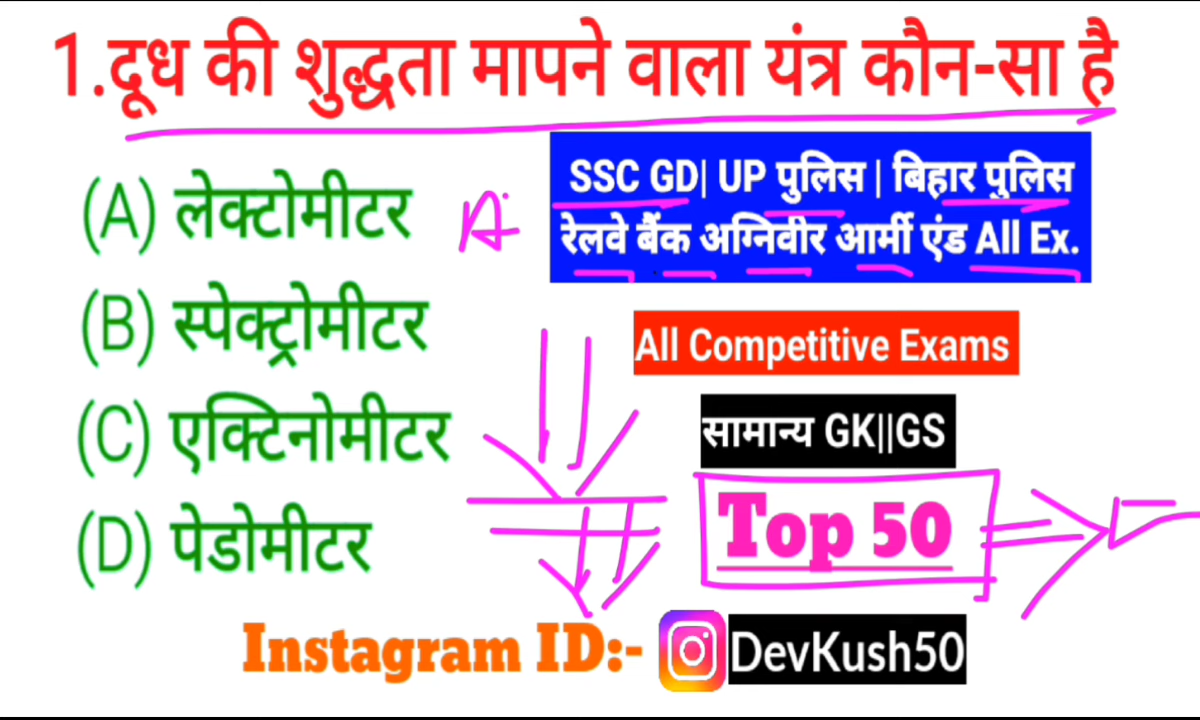 1.दूध की शुद्धता मापने वाला यंत्र कौन-सा है
(A) लेक्टोमीटर
A
SSC GD| UP पुलिस | बिहार पुलिस
रेलवे बैंक अग्निवीर आर्मी एंड All Ex.
(B) स्पेक्ट्रोमीटर
All Competitive Exams
(C) एक्टिनोमीटर
सामान्य GK||GS
(D) पेडोमीटर
Top 50
Instagram ID:- DevKush50